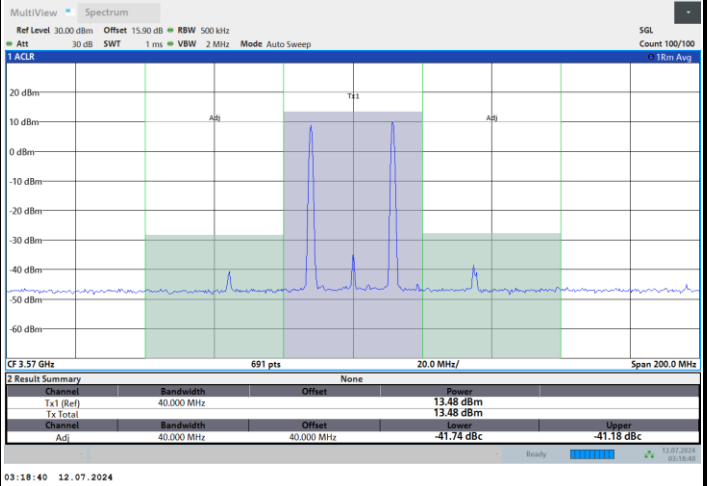 MultiView Spectrum
Ref Level 30.00 dBm Offset 15.90 dB RBW 500 kHz SGL
Att 30 dB SWT 1 ms VBW 2 MHz Mode Auto Sweep Count 100/100
1 ACLR 1Rm Avg
20 dBm
Tx1
10 dBm
Adj Adj
0 dBm
-10 dBm
-20 dBm
-30 dBm
-40 dBm
-50 dBm
-60 dBm
CF 3.57 GHz 691 pts 20.0 MHz/ Span 200.0 MHz
2 Result Summary None
Channel Bandwidth Offset Power
Tx1 (Ref) 40.000 MHz 13.48 dBm
Tx Total 13.48 dBm
Channel Bandwidth Offset Lower Upper
Adj 40.000 MHz 40.000 MHz -41.74 dBc -41.18 dBc
Ready 12.07.2024
03:18:40
03:18:40 12.07.2024